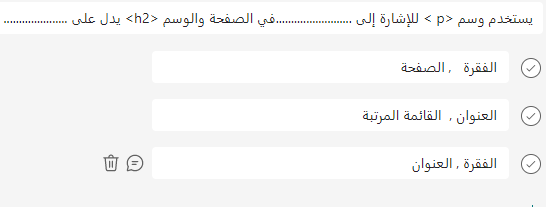 يستخدم وسم <p > للإشارة إلى .........................في الصفحة والوسم <h2> يدل على .....................
الفقرة , الصفحة
العنوان , القائمة المرتبة
الفقرة , العنوان